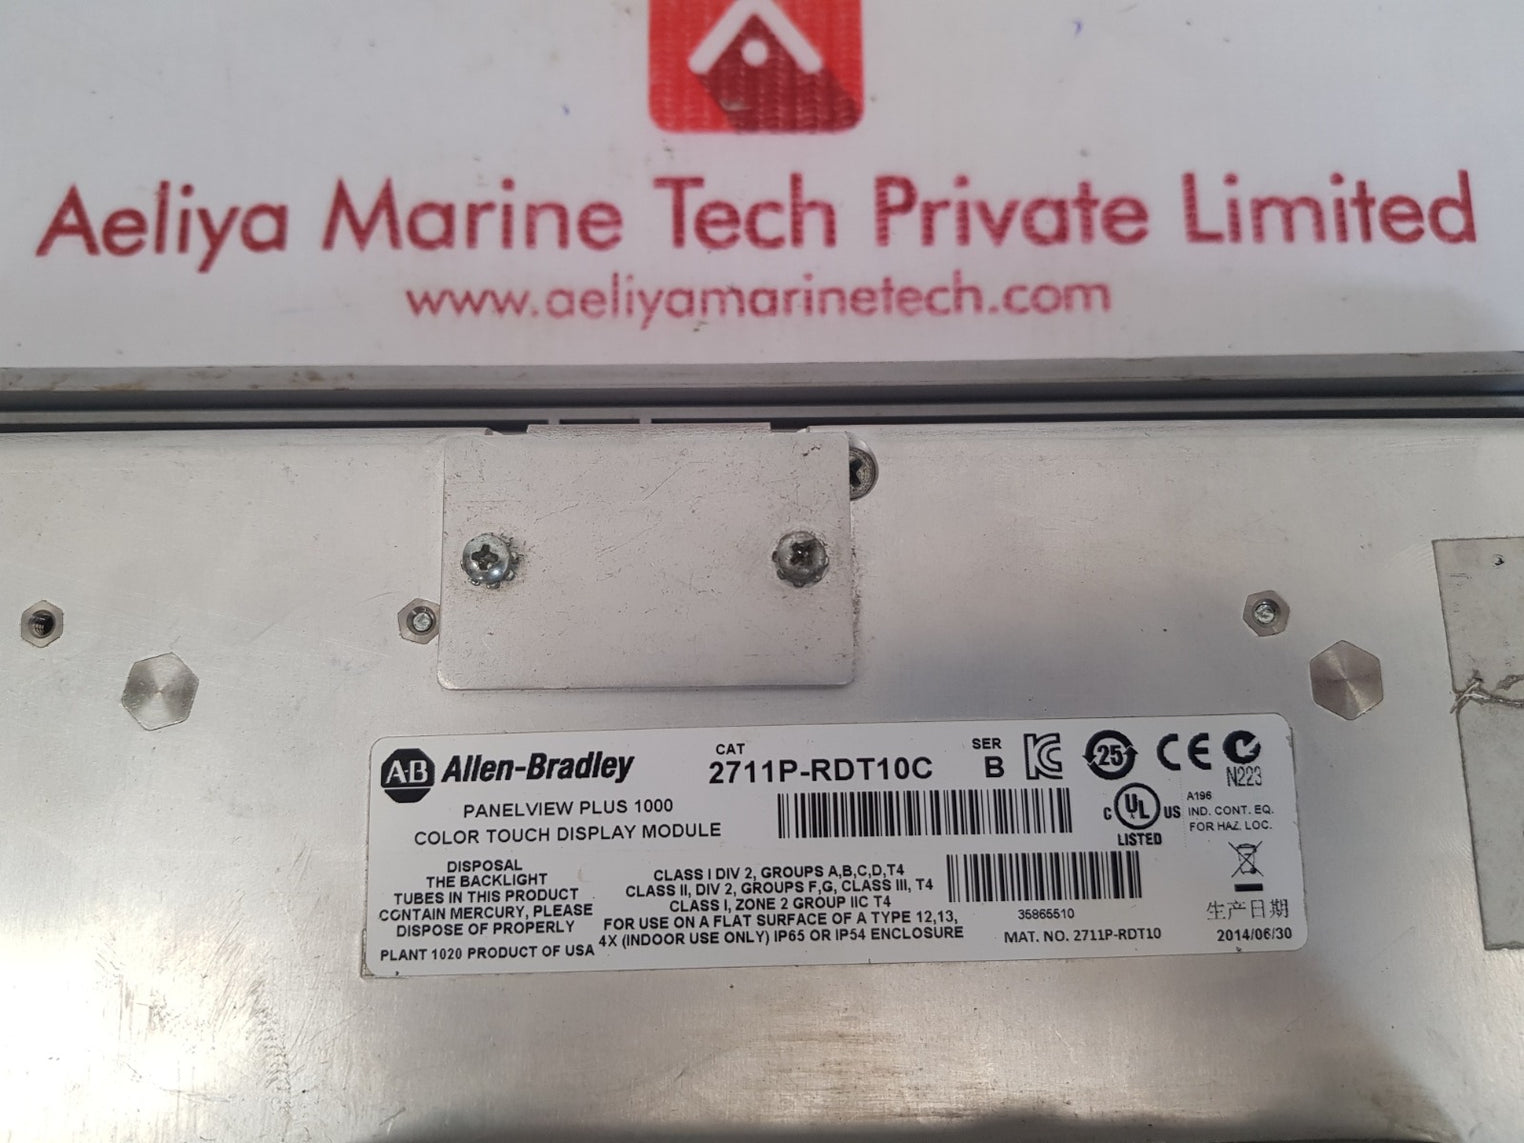 Aeliya Marine Tech Private Limited
www.aeliyamarinetech.com
AB Allen-Bradley
CAT
2711P-RDT10C
SER
B
25
N223
PANELVIEW PLUS 1000
COLOR TOUCH DISPLAY MODULE
C UL US
LISTED
A196
IND. CONT. EQ.
FOR HAZ. LOC.
DISPOSAL
THE BACKLIGHT
TUBES IN THIS PRODUCT
CONTAIN MERCURY, PLEASE
DISPOSE OF PROPERLY
PLANT 1020 PRODUCT OF USA
CLASS I DIV 2, GROUPS A,B,C,D,T4
CLASS II, DIV 2, GROUPS F,G, CLASS III, T4
CLASS I, ZONE 2 GROUP IIC T4
FOR USE ON A FLAT SURFACE OF A TYPE 12,13,
4X (INDOOR USE ONLY) IP65 OR IP54 ENCLOSURE
35865510
MAT. NO. 2711P-RDT10
生产日期
2014/06/30